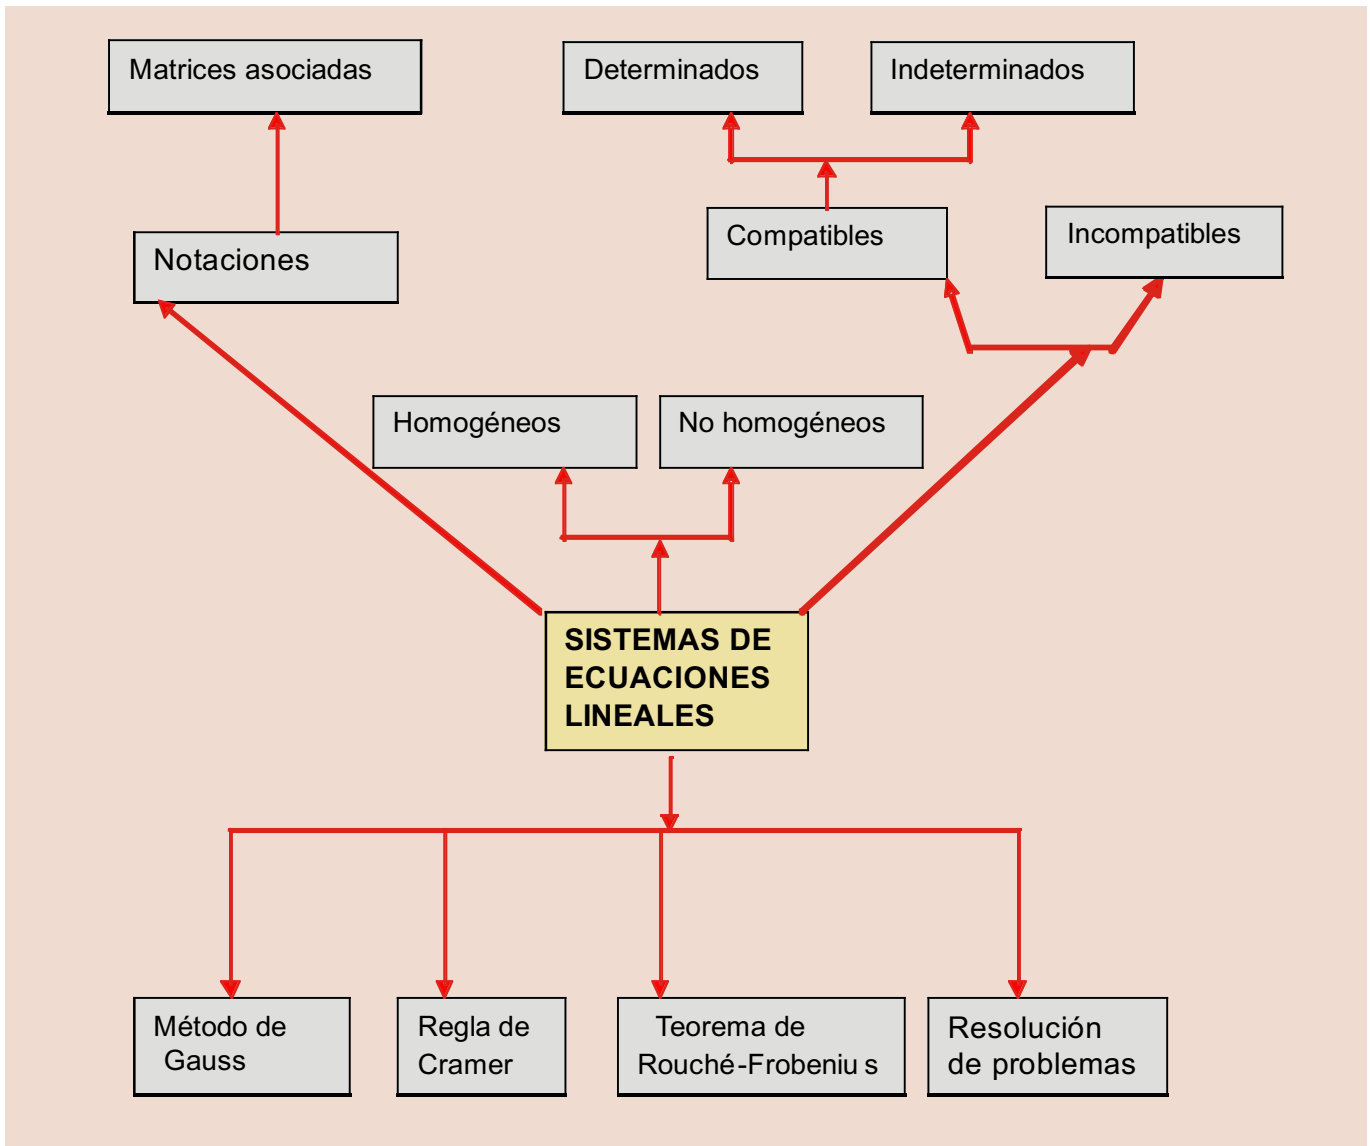 Matrices asociadas
Determinados
Indeterminados
Notaciones
Compatibles
Incompatibles
Homogéneos
No homogéneos
SISTEMAS DE
ECUACIONES
LINEALES
Método de
Gauss
Regla de
Cramer
Teorema de
Rouché-Frobenius
Resolución
de problemas